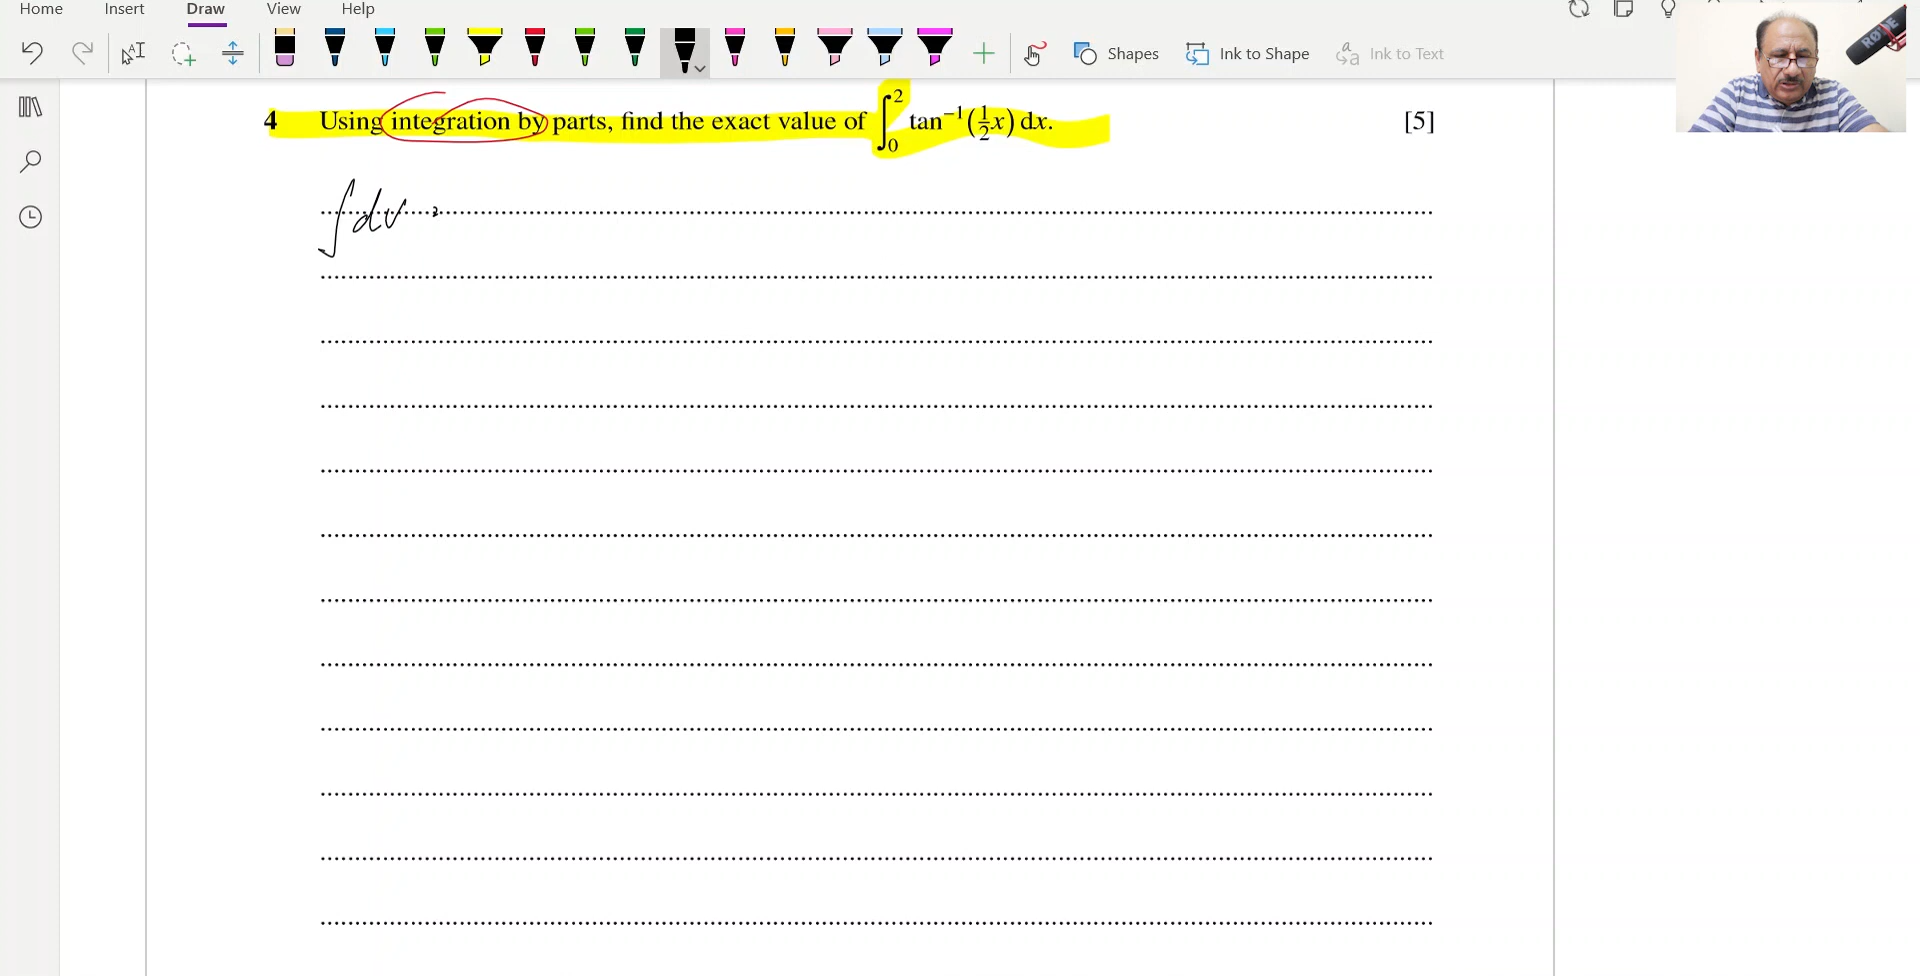 Home Insert Draw View Help
Shapes Ink to Shape Ink to Text
4 Using integration by parts, find the exact value of ∫₀² tan⁻¹(½x) dx. [5]
∫dv
RØDE